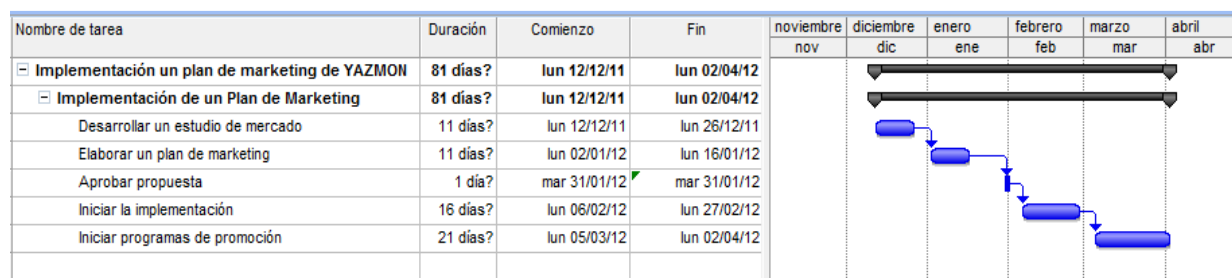 Nombre de tarea Duración Comienzo Fin noviembre diciembre enero febrero marzo abril
nov dic ene feb mar abr
Implementación un plan de marketing de YAZMON 81 días? lun 12/12/11 lun 02/04/12
Implementación de un Plan de Marketing 81 días? lun 12/12/11 lun 02/04/12
Desarrollar un estudio de mercado 11 días? lun 12/12/11 lun 26/12/11
Elaborar un plan de marketing 11 días? lun 02/01/12 lun 16/01/12
Aprobar propuesta 1 día? mar 31/01/12 mar 31/01/12
Iniciar la implementación 16 días? lun 06/02/12 lun 27/02/12
Iniciar programas de promoción 21 días? lun 05/03/12 lun 02/04/12